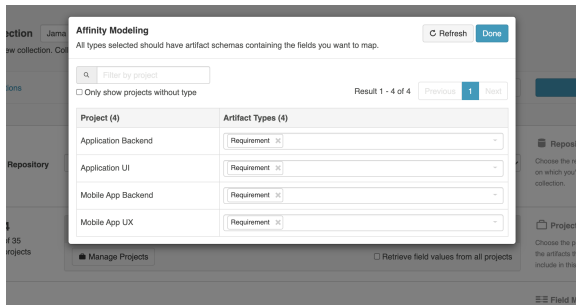 ection Jama
ew collection. Coll
Affinity Modeling
Refresh Done
All types selected should have artifact schemas containing the fields you want to map.
Filter by project
Only show projects without type
Result 1 - 4 of 4 Previous 1 Next
ions
Project (4) Artifact Types (4)
Application Backend Requirement ×
Application UI Requirement ×
Mobile App Backend Requirement ×
Mobile App UX Requirement ×
Repository
Reposi
Choose the re
on which you'
collection.
of 35
rojects
Manage Projects
Retrieve field values from all projects
Project
Choose the p
the artifacts th
include in this
Field M